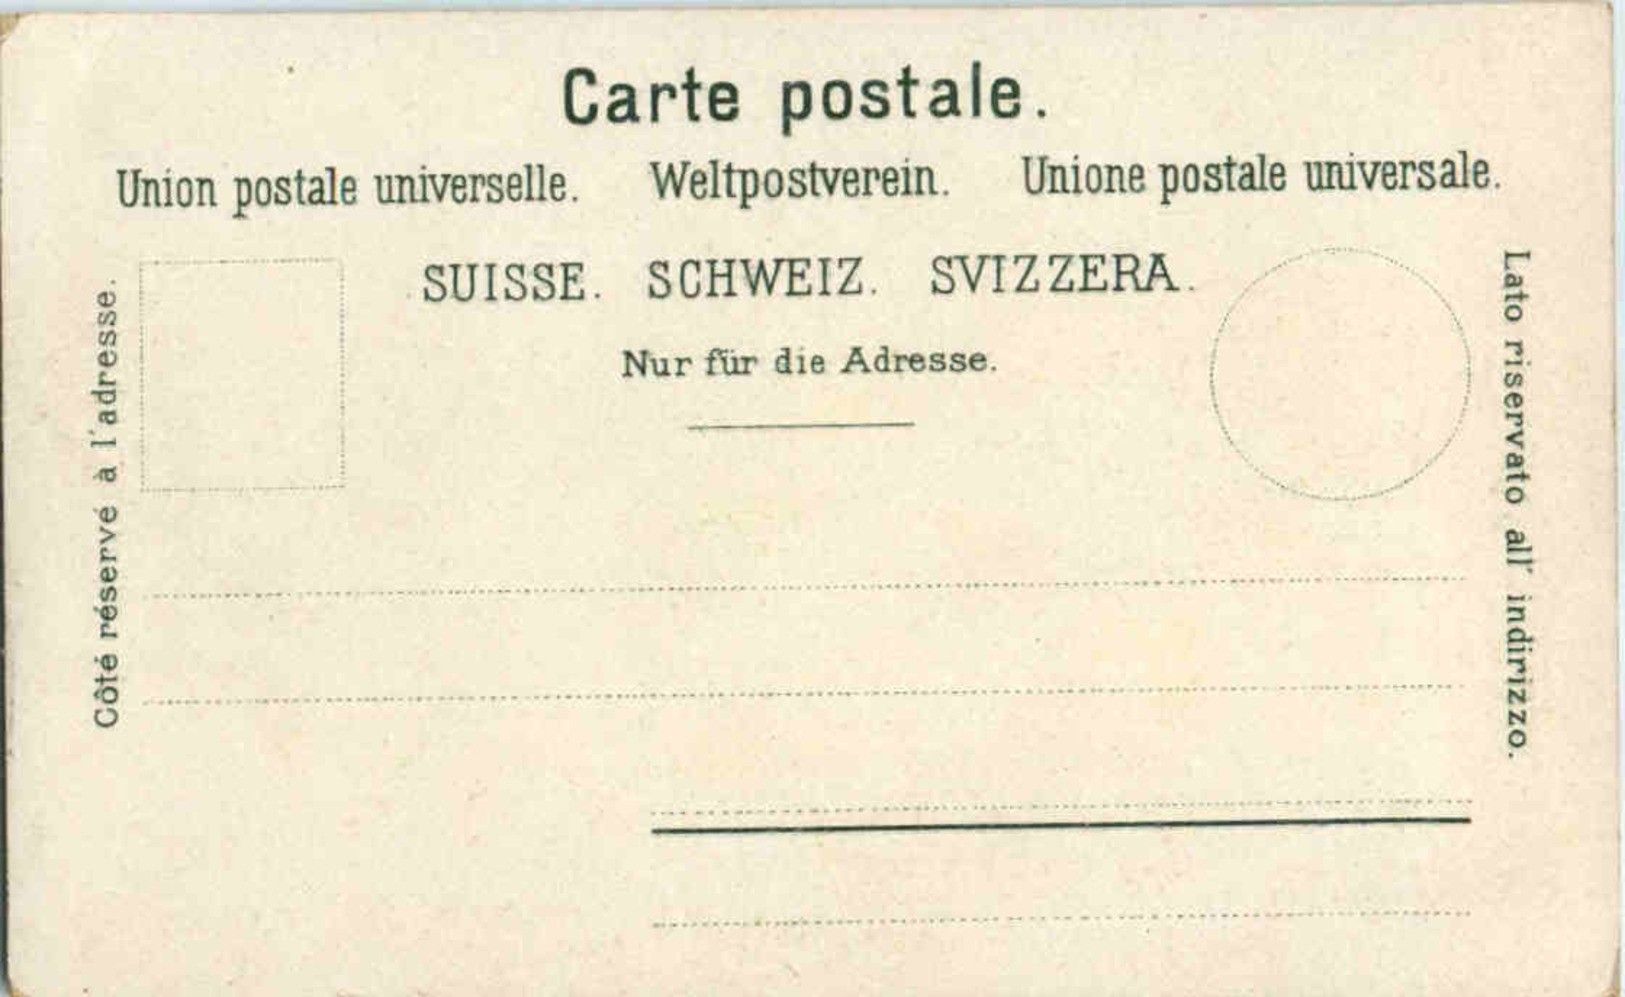 Carte postale.
Union postale universelle. Weltpostverein. Unione postale universale.
SUISSE. SCHWEIZ. SVIZZERA.
Nur für die Adresse.
Côté réservé à l'adresse.
Lato riservato all' indirizzo.